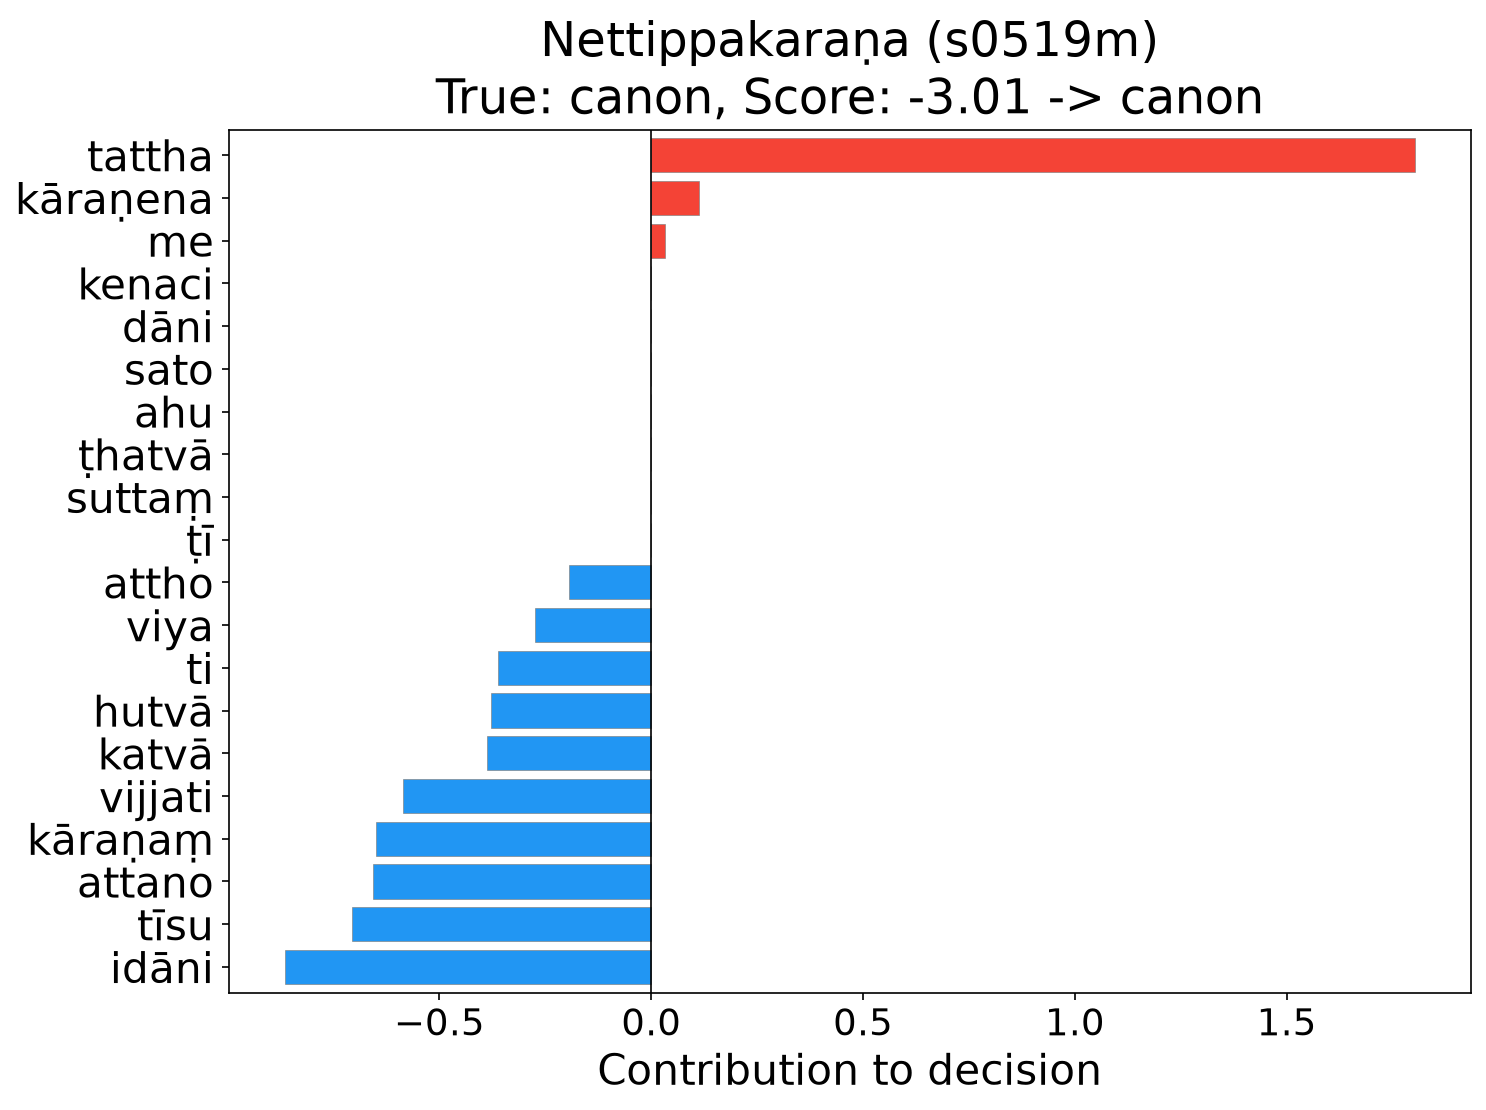 Nettippakaraṇa (s0519m)
True: canon, Score: -3.01 -> canon
tattha
kāraṇena
me
kenaci
dāni
sato
ahu
ṭhatvā
suttaṃ
ṭī
attho
viya
ti
hutvā
katvā
vijjati
kāraṇaṃ
attano
tīsu
idāni
−0.5 0.0 0.5 1.0 1.5
Contribution to decision